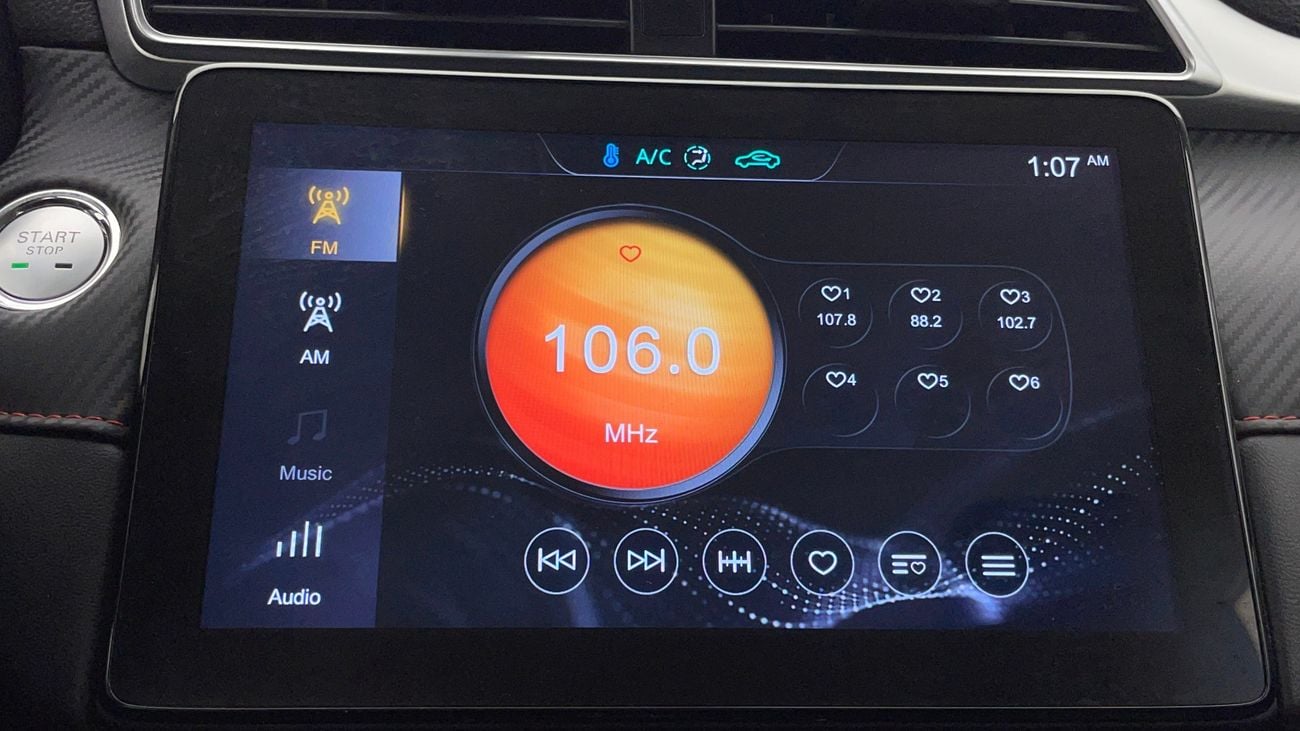 A/C
1:07 AM
START
STOP
FM
AM
Music
Audio
106.0
MHz
1
107.8
2
88.2
3
102.7
4
5
6